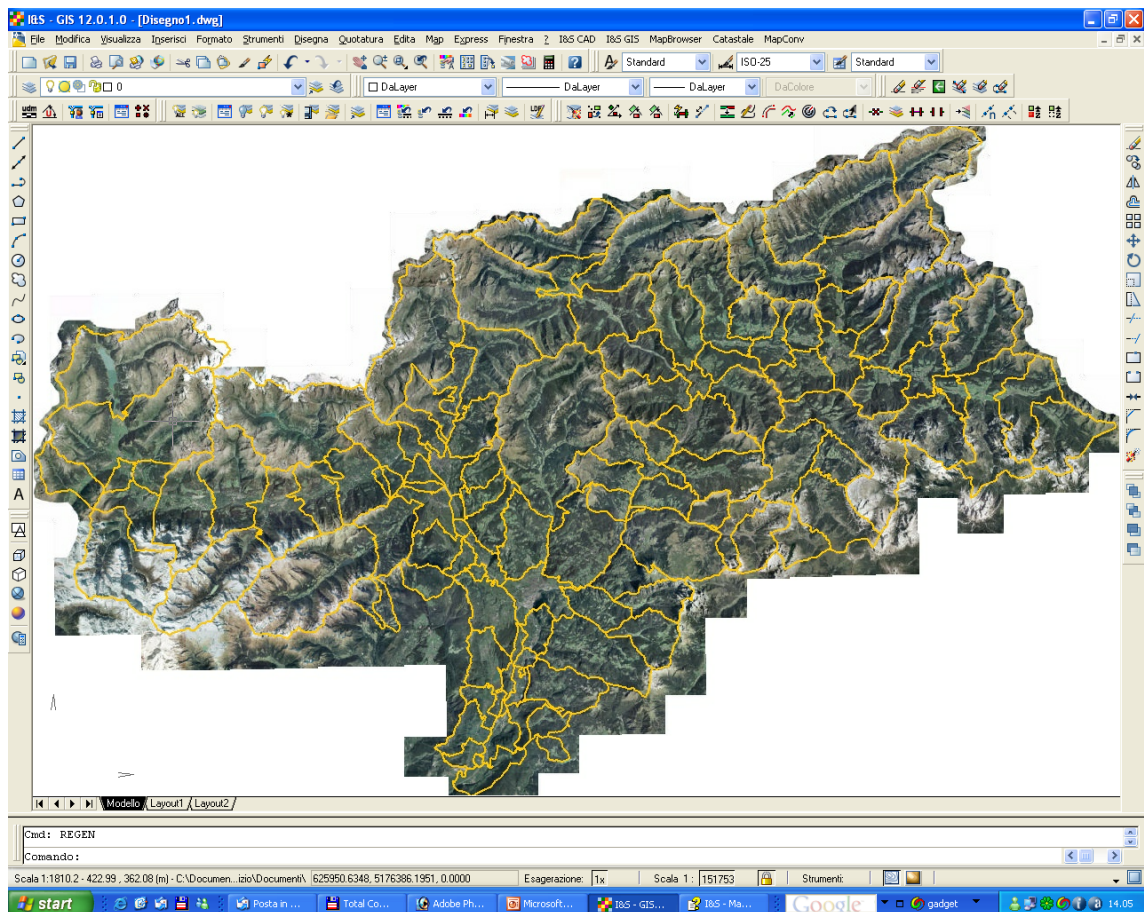 I&S - GIS 12.0.1.0 - [Disegno1.dwg]
File Modifica Visualizza Inserisci Formato Strumenti Disegna Quotatura Edita Map Express Finestra ? I&S CAD I&S GIS MapBrowser Catastale MapConv
Standard ISO-25 Standard
0 DaLayer DaLayer DaLayer DaColore
A
Modello Layout1 Layout2
Cmd: REGEN
Comando:
Scala 1:1810.2 - 422.99 , 362.08 (m) - C:\Documen...izio\Documenti\ 625950.6348, 5176386.1951, 0.0000 Esagerazione: 1x Scala 1 : 151753 Strumenti:
start Posta in ... Total Co... Adobe Ph... Microsoft... I&S - GIS... I&S - Ma... Google gadget 14.05